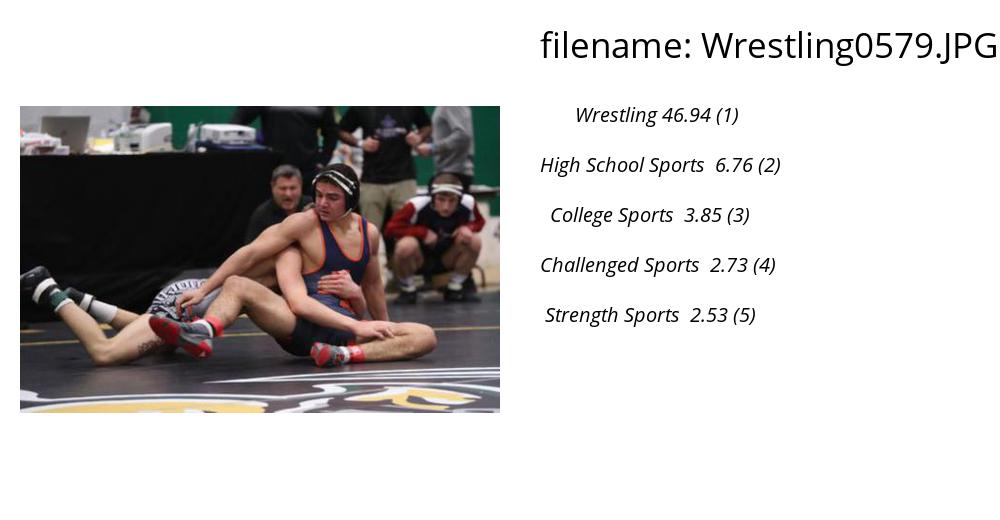 filename: Wrestling0579.JPG
Wrestling 46.94 (1)
High School Sports 6.76 (2)
College Sports 3.85 (3)
Challenged Sports 2.73 (4)
Strength Sports 2.53 (5)